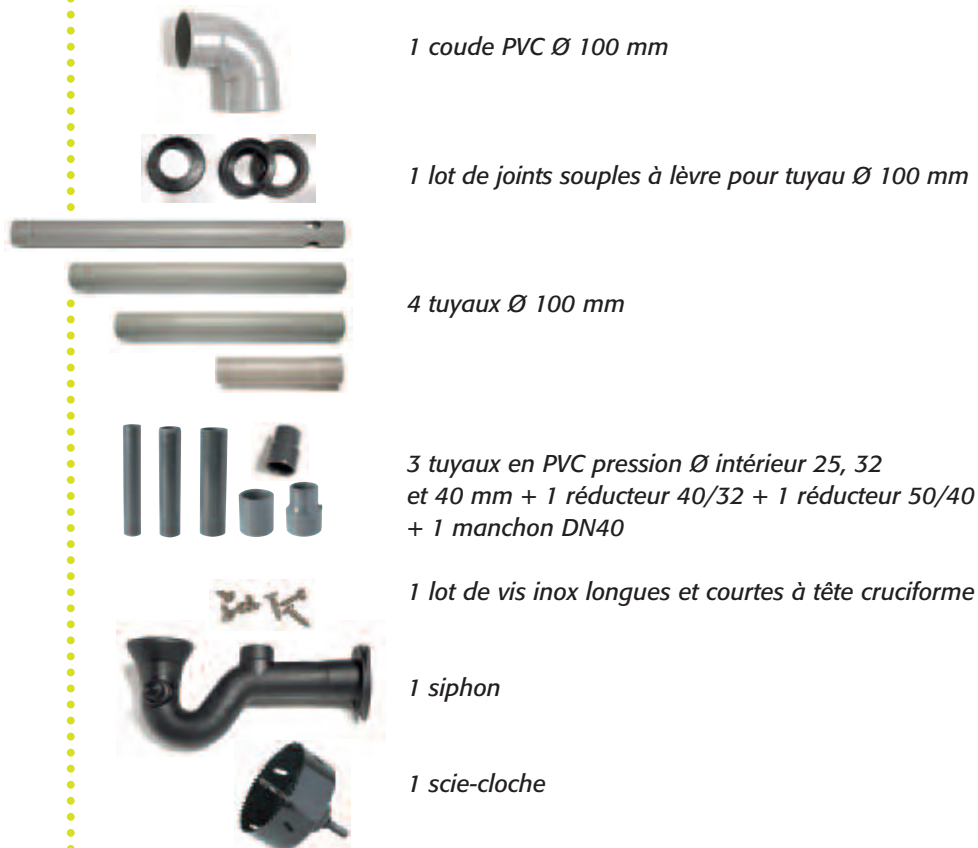 1 coude PVC Ø 100 mm
1 lot de joints souples à lèvre pour tuyau Ø 100 mm
4 tuyaux Ø 100 mm
3 tuyaux en PVC pression Ø intérieur 25, 32
et 40 mm + 1 réducteur 40/32 + 1 réducteur 50/40
+ 1 manchon DN40
1 lot de vis inox longues et courtes à tête cruciforme
1 siphon
1 scie-cloche